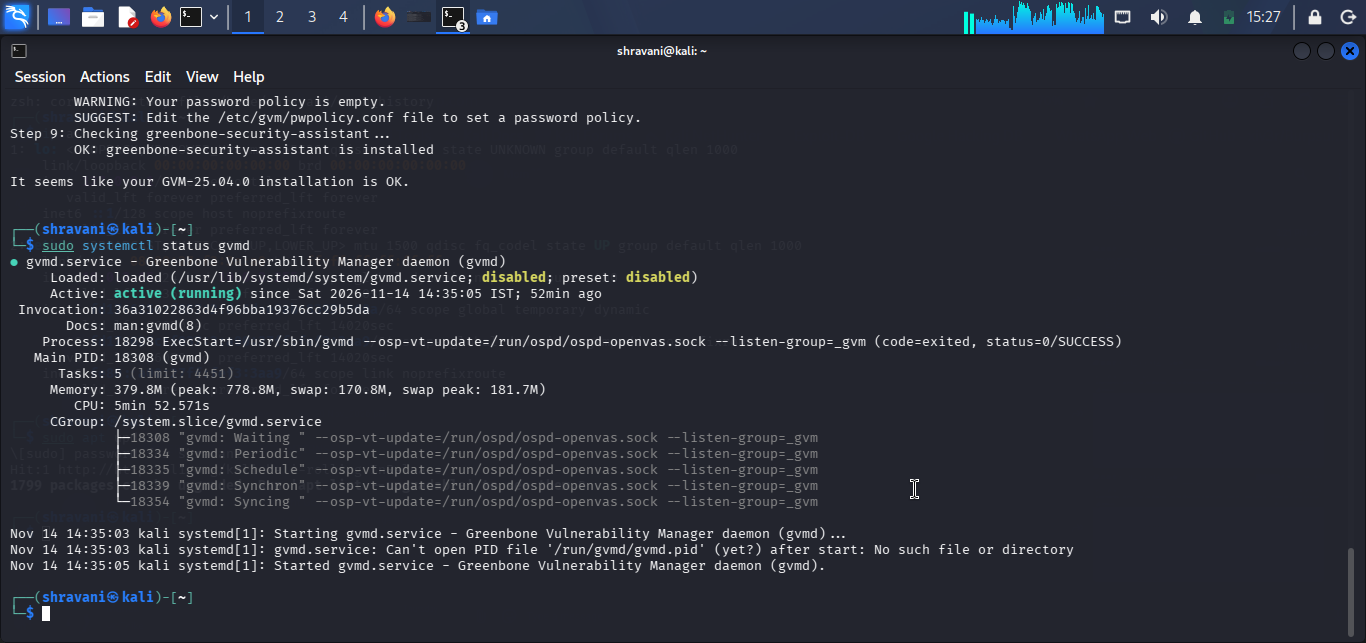 1 2 3 4
3
15:27
shravani@kali: ~
Session Actions Edit View Help
WARNING: Your password policy is empty.
SUGGEST: Edit the /etc/gvm/pwpolicy.conf file to set a password policy.
Step 9: Checking greenbone-security-assistant ...
OK: greenbone-security-assistant is installed
It seems like your GVM-25.04.0 installation is OK.
┌──(shravani㉿kali)-[~]
└─$ sudo systemctl status gvmd
● gvmd.service - Greenbone Vulnerability Manager daemon (gvmd)
Loaded: loaded (/usr/lib/systemd/system/gvmd.service; disabled; preset: disabled)
Active: active (running) since Sat 2026-11-14 14:35:05 IST; 52min ago
Invocation: 36a31022863d4f96bba19376cc29b5da
Docs: man:gvmd(8)
Process: 18298 ExecStart=/usr/sbin/gvmd --osp-vt-update=/run/ospd/ospd-openvas.sock --listen-group=_gvm (code=exited, status=0/SUCCESS)
Main PID: 18308 (gvmd)
Tasks: 5 (limit: 4451)
Memory: 379.8M (peak: 778.8M, swap: 170.8M, swap peak: 181.7M)
CPU: 5min 52.571s
CGroup: /system.slice/gvmd.service
├─18308 "gvmd: Waiting " --osp-vt-update=/run/ospd/ospd-openvas.sock --listen-group=_gvm
├─18334 "gvmd: Periodic" --osp-vt-update=/run/ospd/ospd-openvas.sock --listen-group=_gvm
├─18335 "gvmd: Schedule" --osp-vt-update=/run/ospd/ospd-openvas.sock --listen-group=_gvm
├─18339 "gvmd: Synchron" --osp-vt-update=/run/ospd/ospd-openvas.sock --listen-group=_gvm
└─18354 "gvmd: Syncing " --osp-vt-update=/run/ospd/ospd-openvas.sock --listen-group=_gvm
Nov 14 14:35:03 kali systemd[1]: Starting gvmd.service - Greenbone Vulnerability Manager daemon (gvmd)...
Nov 14 14:35:03 kali systemd[1]: gvmd.service: Can't open PID file '/run/gvmd/gvmd.pid' (yet?) after start: No such file or directory
Nov 14 14:35:05 kali systemd[1]: Started gvmd.service - Greenbone Vulnerability Manager daemon (gvmd).
┌──(shravani㉿kali)-[~]
└─$